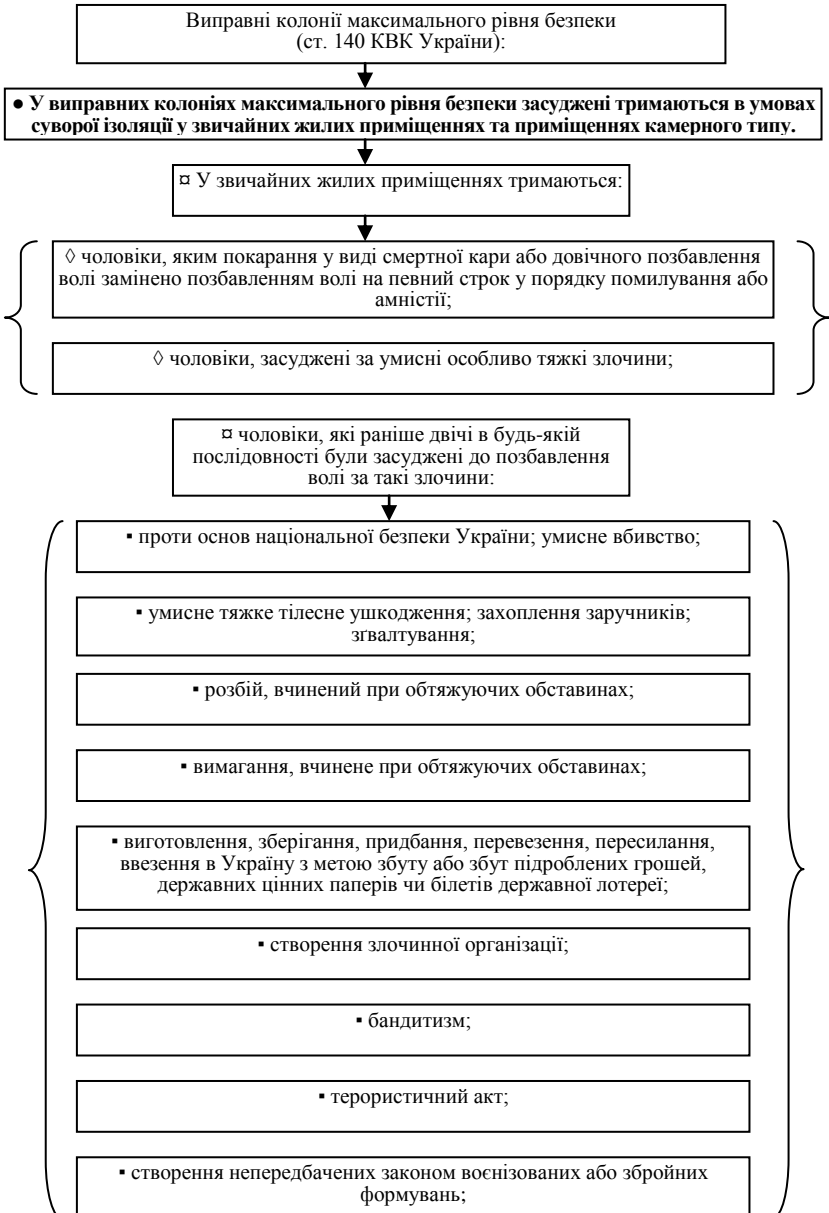 Виправні колонії максимального рівня безпеки
(ст. 140 КВК України):
● У виправних колоніях максимального рівня безпеки засуджені тримаються в умовах
суворої ізоляції у звичайних жилих приміщеннях та приміщеннях камерного типу.
¤ У звичайних жилих приміщеннях тримаються:
◊ чоловіки, яким покарання у виді смертної кари або довічного позбавлення
волі замінено позбавленням волі на певний строк у порядку помилування або
амністії;
◊ чоловіки, засуджені за умисні особливо тяжкі злочини;
¤ чоловіки, які раніше двічі в будь-якій
послідовності були засуджені до позбавлення
волі за такі злочини:
▪ проти основ національної безпеки України; умисне вбивство;
▪ умисне тяжке тілесне ушкодження; захоплення заручників;
зґвалтування;
▪ розбій, вчинений при обтяжуючих обставинах;
▪ вимагання, вчинене при обтяжуючих обставинах;
▪ виготовлення, зберігання, придбання, перевезення, пересилання,
ввезення в Україну з метою збуту або збут підроблених грошей,
державних цінних паперів чи білетів державної лотереї;
▪ створення злочинної організації;
▪ бандитизм;
▪ терористичний акт;
▪ створення непередбачених законом воєнізованих або збройних
формувань;